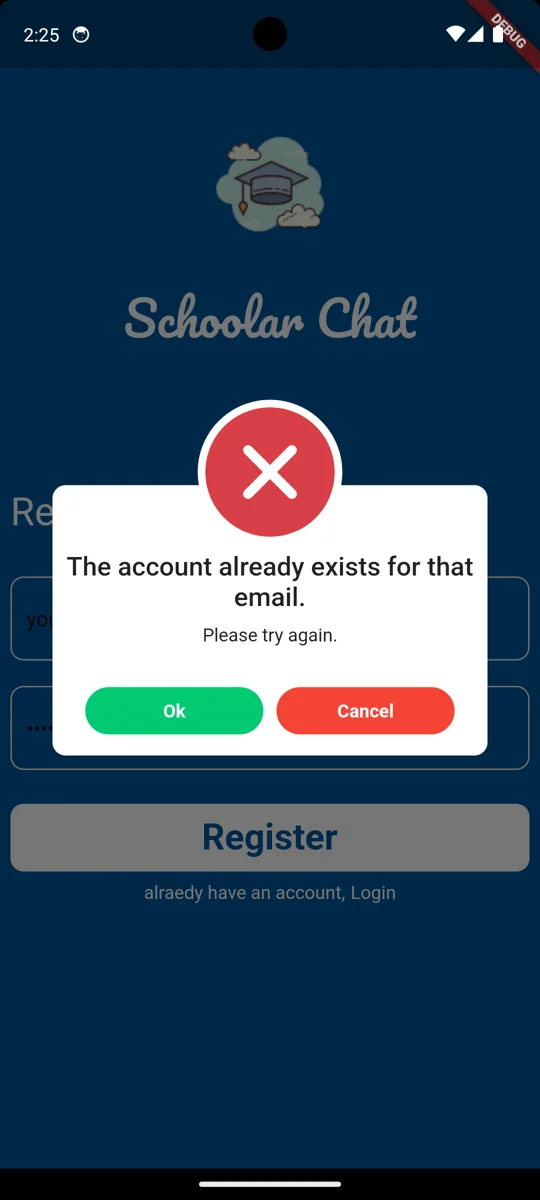 2:25
DEBUG
Schoolar Chat
Re
The account already exists for that
email.
you
Please try again.
Ok
Cancel
Register
alraedy have an account, Login